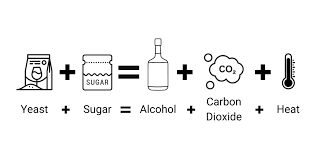 SUGAR
CO₂
Yeast + Sugar = Alcohol + Carbon Dioxide + Heat